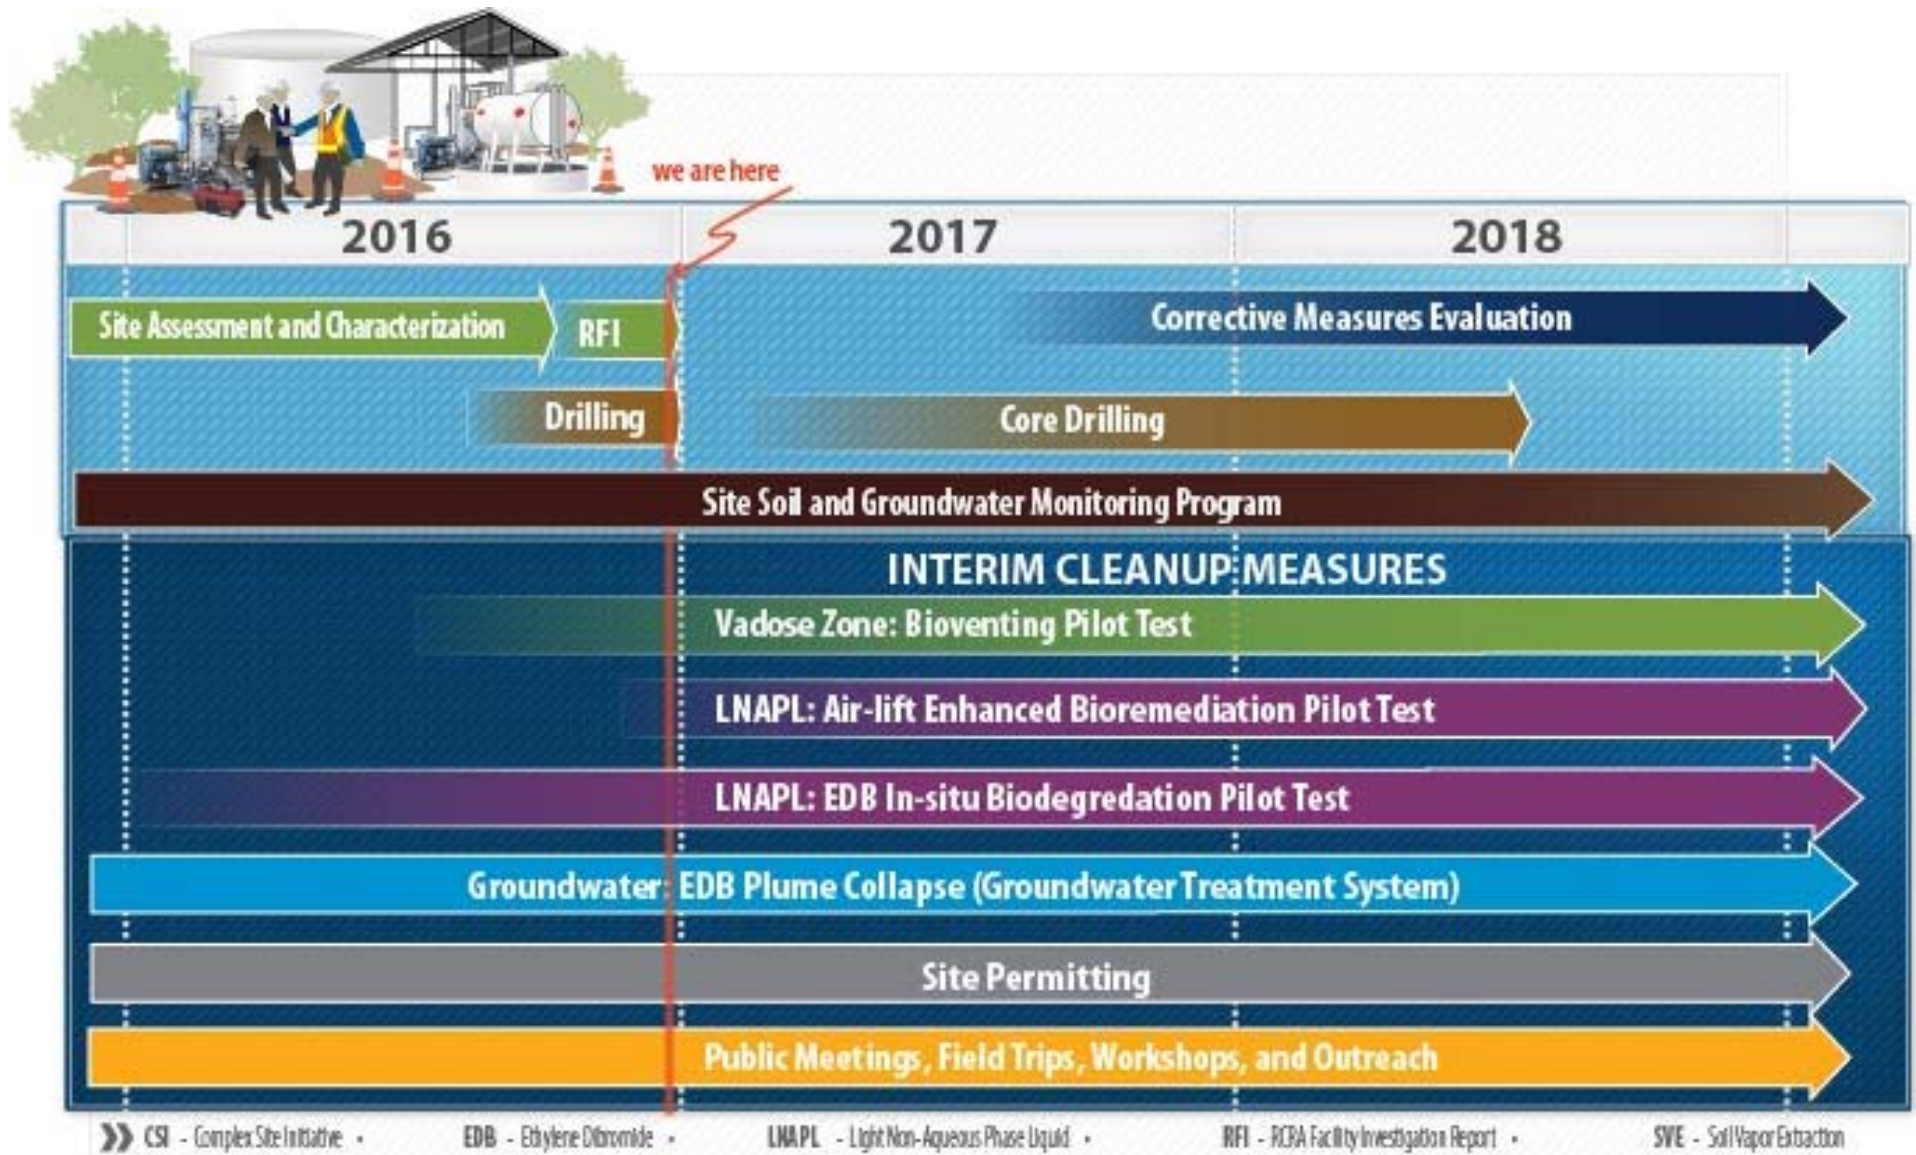 we are here
2016 2017 2018
Site Assessment and Characterization RFI Corrective Measures Evaluation
Drilling Core Drilling
Site Soil and Groundwater Monitoring Program
INTERIM CLEANUP MEASURES
Vadose Zone: Bioventing Pilot Test
LNAPL: Air-lift Enhanced Bioremediation Pilot Test
LNAPL: EDB In-situ Biodegredation Pilot Test
Groundwater: EDB Plume Collapse (Groundwater Treatment System)
Site Permitting
Public Meetings, Field Trips, Workshops, and Outreach
CSI - Complex Site Initiative • EDB - Ethylene Dibromide • LNAPL - Light Non-Aqueous Phase Liquid • RFI - RCRA Facility Investigation Report • SVE - Soil Vapor Extraction